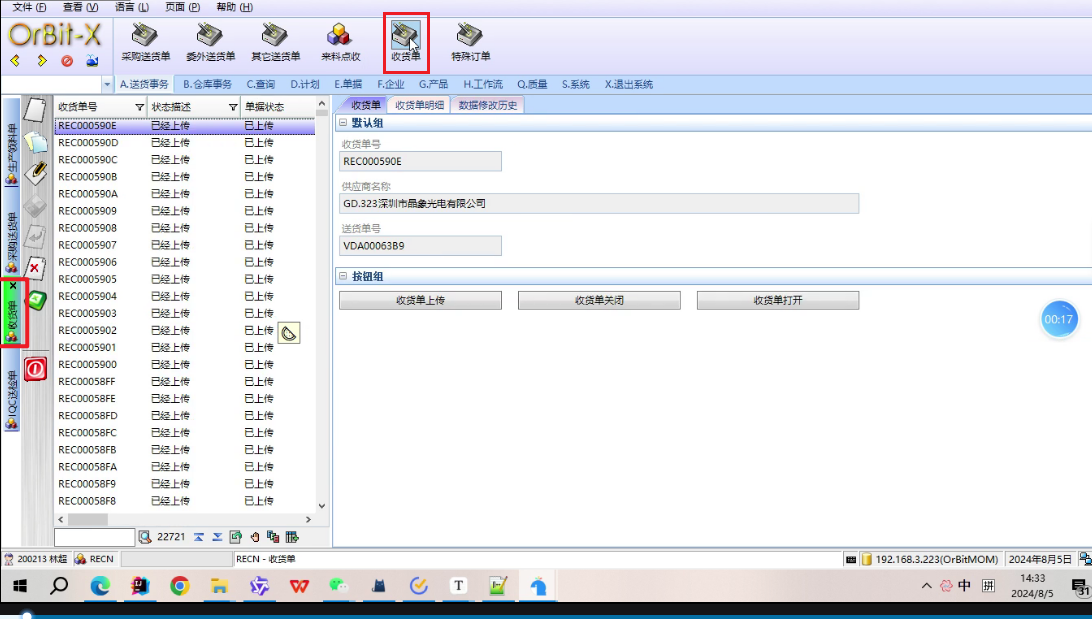 文件(F) 查看(V) 语言(L) 页面(P) 帮助(H)
OrBit-X
采购送货单 委外送货单 其它送货单 来料点收 收货单 特殊订单
A.送货事务 B.仓库事务 C.查询 D.计划 E.单据 F.企业 G.产品 H.工作流 Q.质量 S.系统 X.退出系统
生产领料单
采购送货单
收货单
IQC送检单
收货单号 状态描述 单据状态
REC000590E 已经上传 已上传
REC000590D 已经上传 已上传
REC000590C 已经上传 已上传
REC000590B 已经上传 已上传
REC000590A 已经上传 已上传
REC0005909 已经上传 已上传
REC0005908 已经上传 已上传
REC0005907 已经上传 已上传
REC0005906 已经上传 已上传
REC0005905 已经上传 已上传
REC0005904 已经上传 已上传
REC0005903 已经上传 已上传
REC0005902 已经上传 已上传
REC0005901 已经上传 已上传
REC0005900 已经上传 已上传
REC00058FF 已经上传 已上传
REC00058FE 已经上传 已上传
REC00058FD 已经上传 已上传
REC00058FC 已经上传 已上传
REC00058FB 已经上传 已上传
REC00058FA 已经上传 已上传
REC00058F9 已经上传 已上传
REC00058F8 已经上传 已上传
22721
收货单 收货单明细 数据修改历史
默认组
收货单号
REC000590E
供应商名称
GD.323深圳市晶象光电有限公司
送货单号
VDA00063B9
按钮组
收货单上传 收货单关闭 收货单打开
00:17
200213 林超 RECN RECN - 收货单 192.168.3.223(OrBitMOM) 2024年8月5日
T 中 拼 14:33
2024/8/5
31